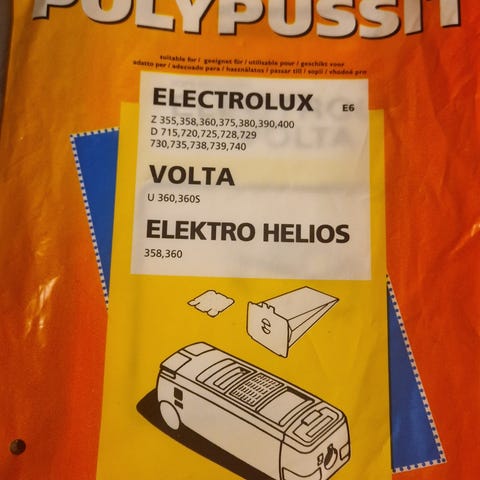 POLYPUSSIT
suitable for / geeignet für / utilisable pour / geschikt voor
adatto per / adecuado para / használatos / passar till / sopii / vhodné pro
ELECTROLUX E6
Z 355,358,360,375,380,390,400
D 715,720,725,728,729
730,735,738,739,740
VOLTA
U 360,360S
ELEKTRO HELIOS
358,360